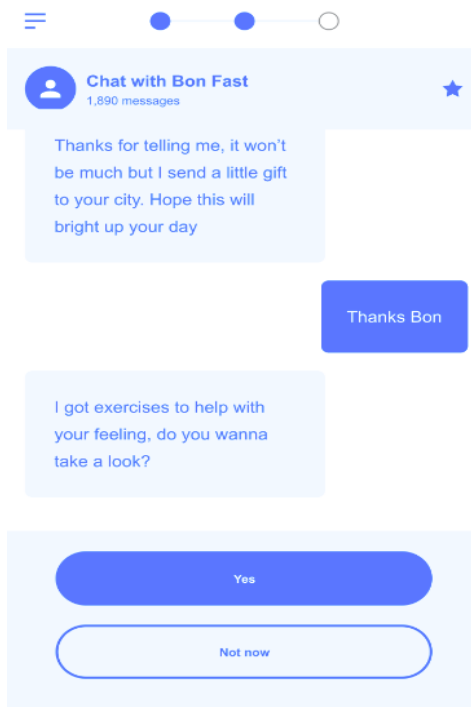 Chat with Bon Fast
1,890 messages
Thanks for telling me, it won't
be much but I send a little gift
to your city. Hope this will
bright up your day
Thanks Bon
I got exercises to help with
your feeling, do you wanna
take a look?
Yes
Not now